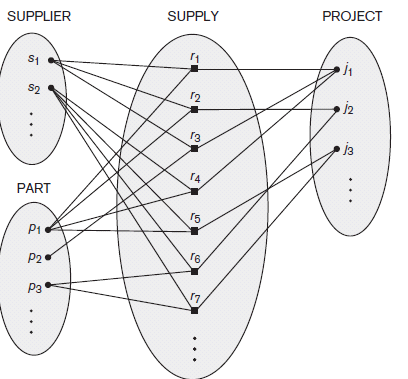 SUPPLIER SUPPLY PROJECT
s1
s2
PART
p1
p2
p3
r1
r2
r3
r4
r5
r6
r7
j1
j2
j3